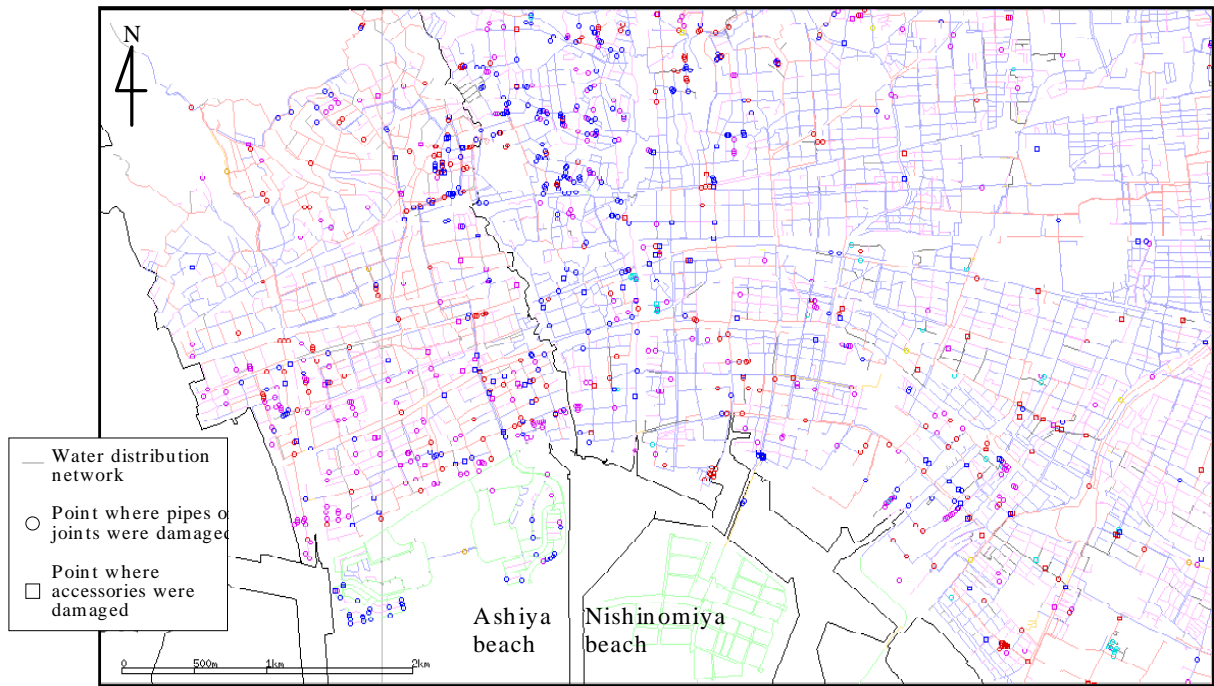 N
Water distribution
network
Point where pipes o
joints were damaged
Point where
accessories were
damaged
Ashiya
beach
Nishinomiya
beach
0 500m 1km 2km